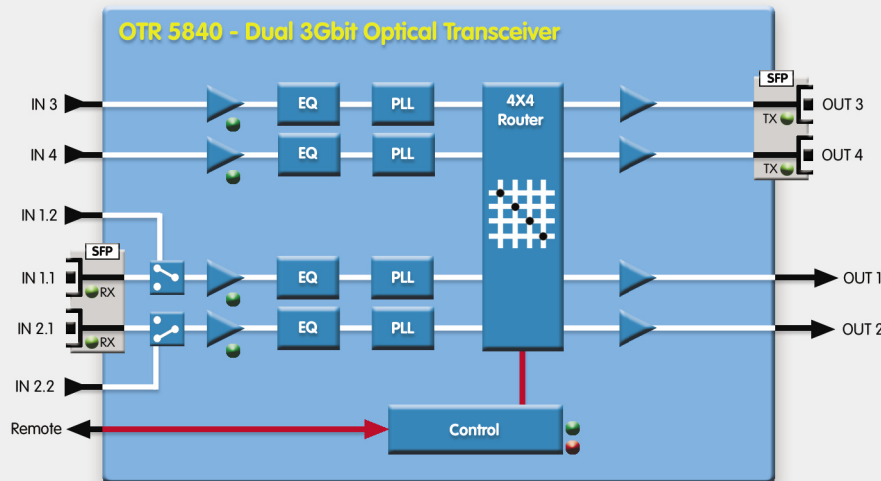 OTR 5840 - Dual 3Gbit Optical Transceiver
SFP
IN 3
EQ
PLL
4X4
Router
TX
OUT 3
IN 4
EQ
PLL
TX
OUT 4
IN 1.2
SFP
IN 1.1
RX
EQ
PLL
OUT 1
IN 2.1
RX
EQ
PLL
OUT 2
IN 2.2
Remote
Control